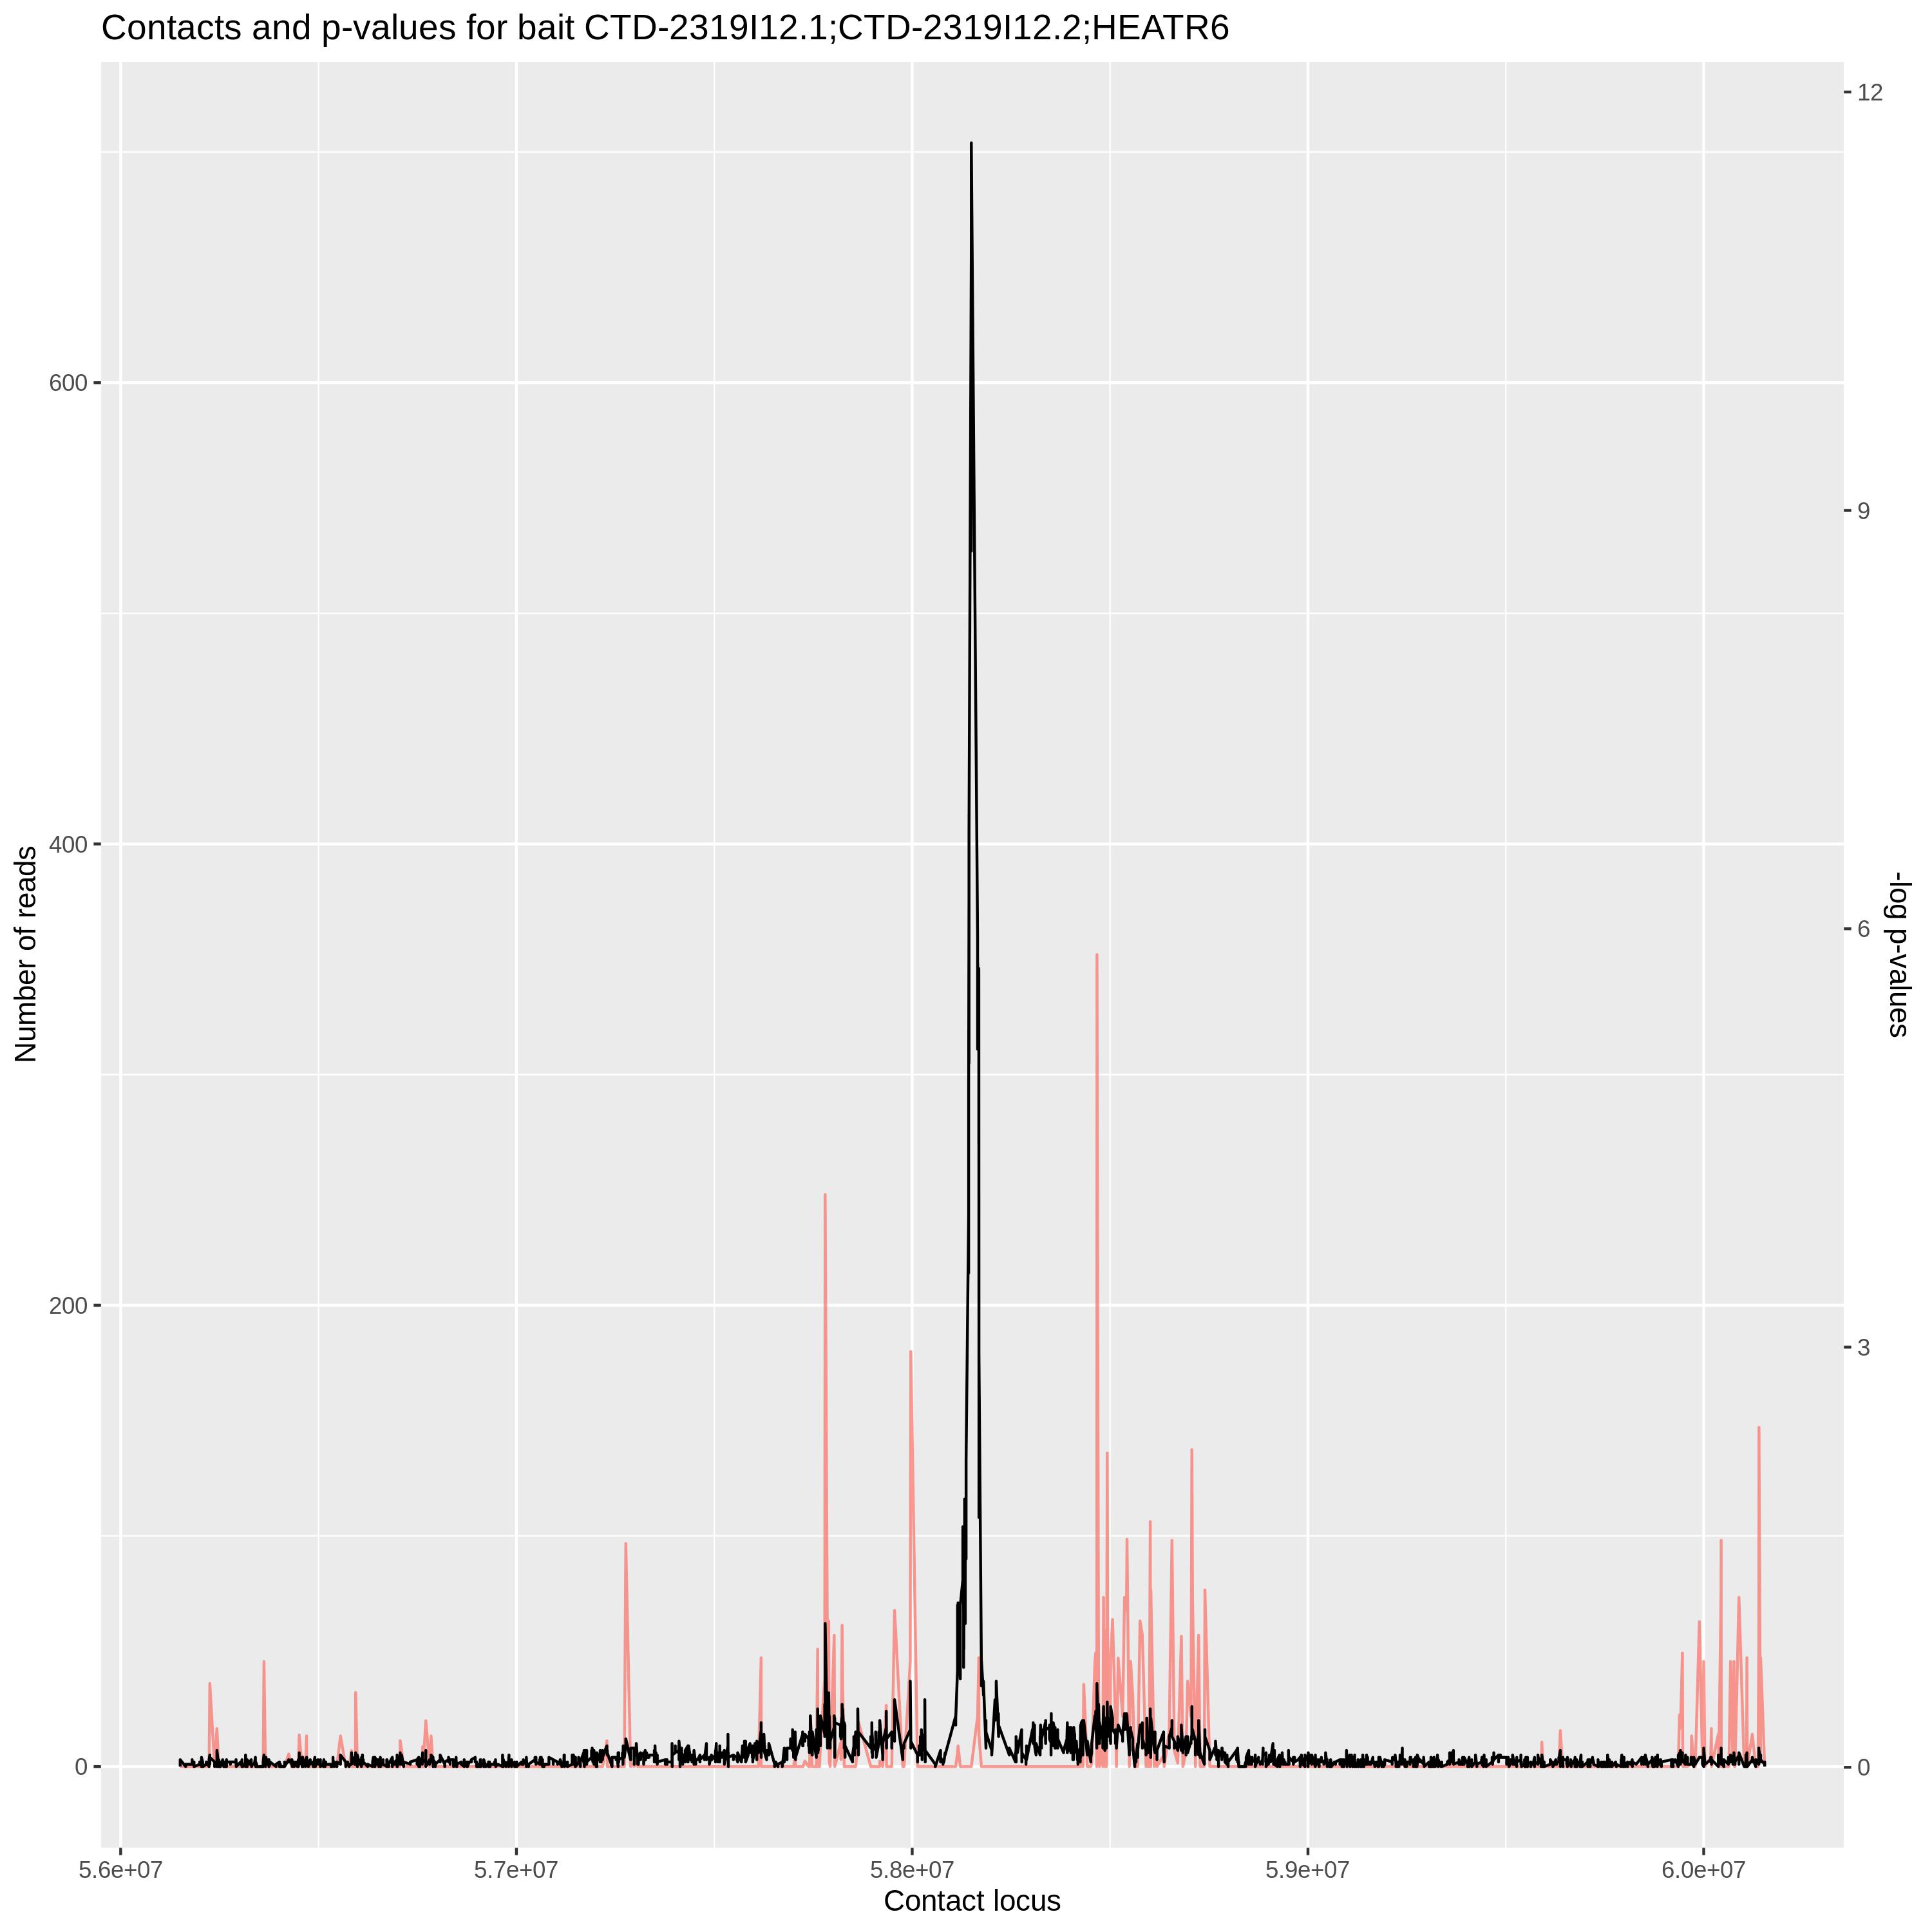 Contacts and p-values for bait CTD-2319I12.1;CTD-2319I12.2;HEATR6
12
9
6
3
0
-log p-values
600
400
200
0
Number of reads
5.6e+07 5.7e+07 5.8e+07 5.9e+07 6.0e+07
Contact locus